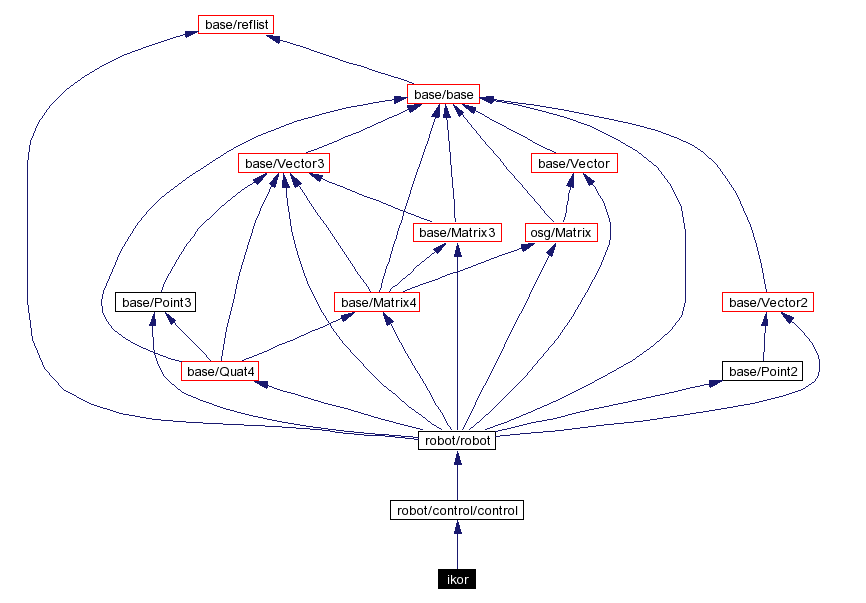 base/reflist
base/base
base/Vector3
base/Vector
base/Matrix3
osg/Matrix
base/Point3
base/Matrix4
base/Vector2
base/Quat4
base/Point2
robot/robot
robot/control/control
ikor